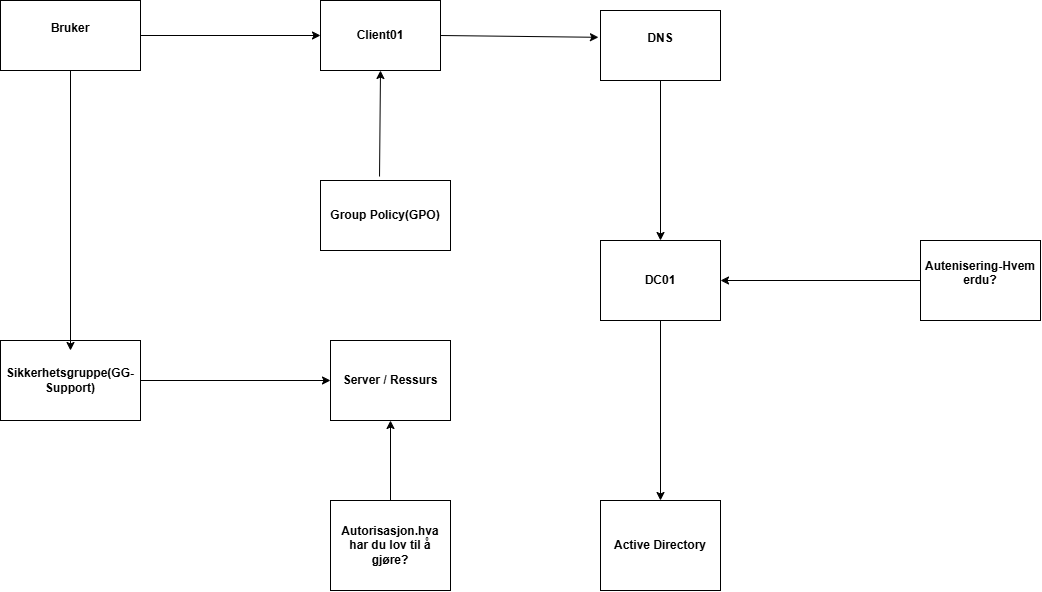 Bruker
Client01
DNS
Group Policy(GPO)
DC01
Autenisering-Hvem
erdu?
Sikkerhetsgruppe(GG-
Support)
Server / Ressurs
Autorisasjon.hva
har du lov til å
gjøre?
Active Directory